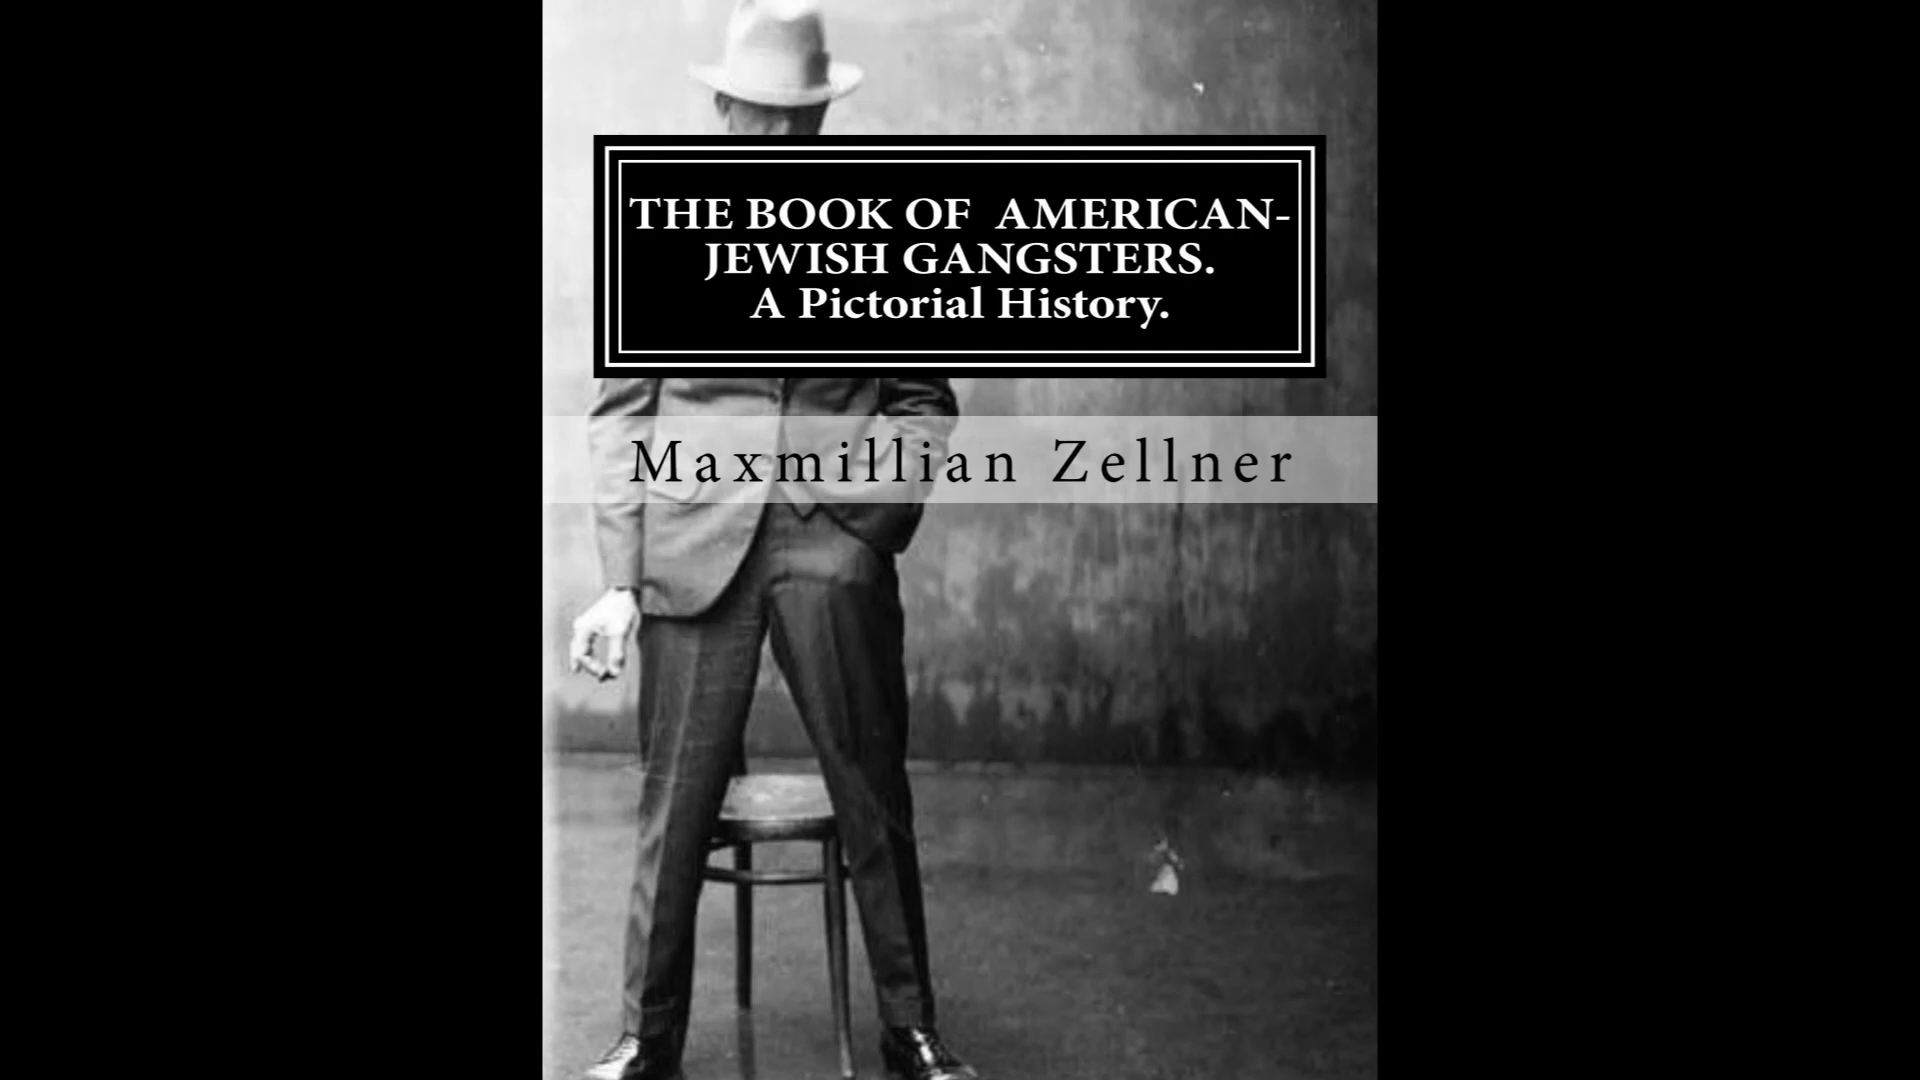 THE BOOK OF AMERICAN-
JEWISH GANGSTERS.
A Pictorial History.
Maxmillian Zellner